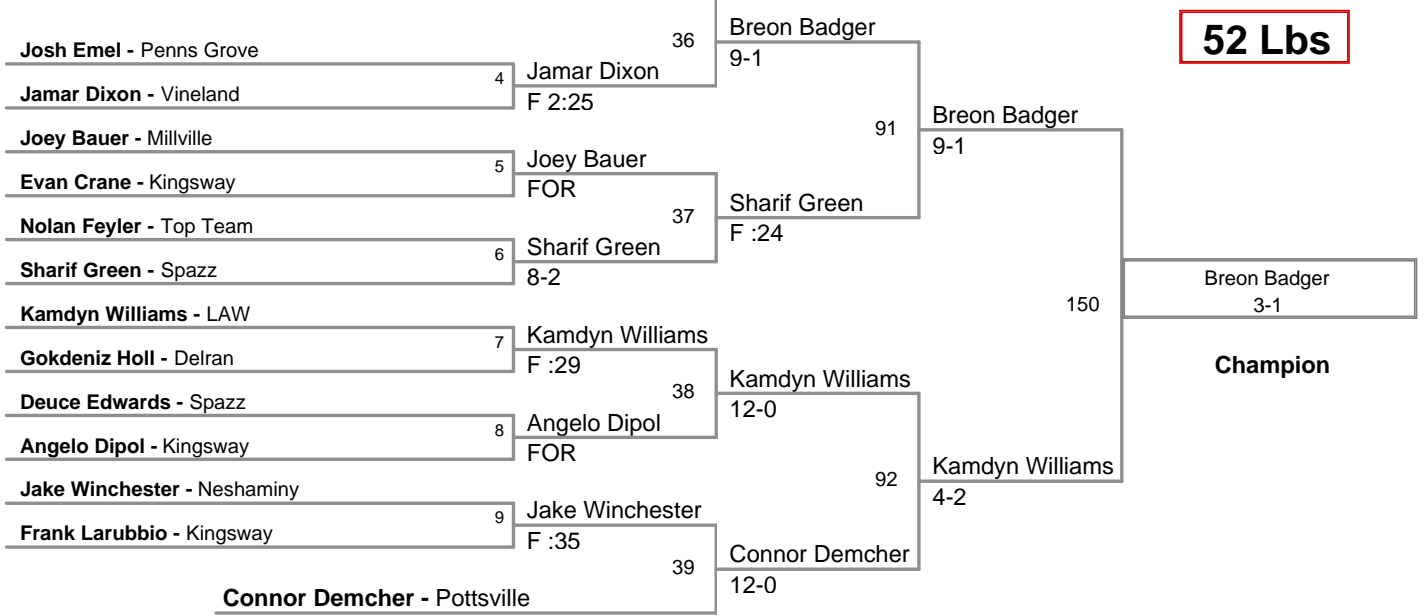 52 Lbs
Josh Emel - Penns Grove
Jamar Dixon - Vineland
Joey Bauer - Millville
Evan Crane - Kingsway
Nolan Feyler - Top Team
Sharif Green - Spazz
Kamdyn Williams - LAW
Gokdeniz Holl - Delran
Deuce Edwards - Spazz
Angelo Dipol - Kingsway
Jake Winchester - Neshaminy
Frank Larubbio - Kingsway
Connor Demcher - Pottsville
4
Jamar Dixon
F 2:25
5
Joey Bauer
FOR
6
Sharif Green
8-2
7
Kamdyn Williams
F :29
8
Angelo Dipol
FOR
9
Jake Winchester
F :35
36
Breon Badger
9-1
37
Sharif Green
F :24
38
Kamdyn Williams
12-0
39
Connor Demcher
12-0
91
Breon Badger
9-1
92
Kamdyn Williams
4-2
150
Breon Badger
3-1
Champion